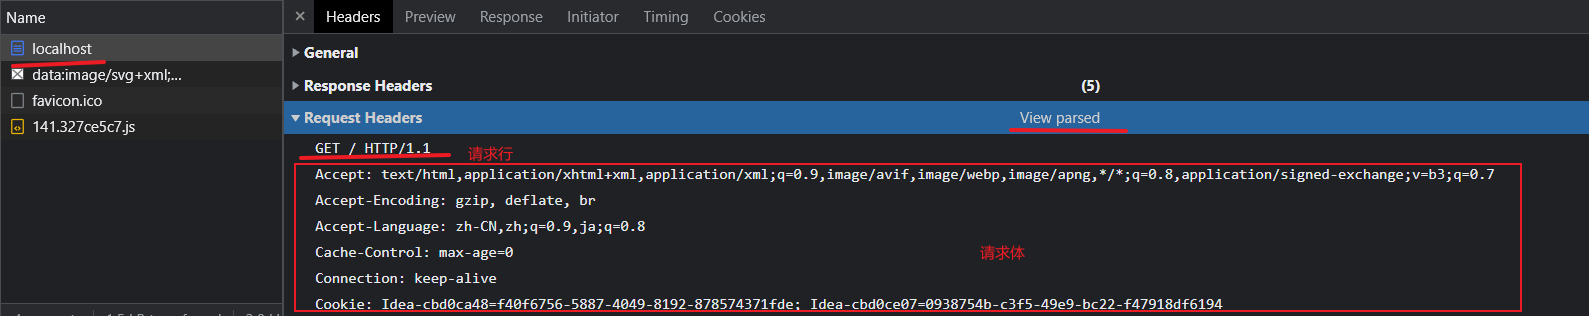 Name
localhost
data:image/svg+xml;...
favicon.ico
141.327ce5c7.js
× Headers Preview Response Initiator Timing Cookies
General
Response Headers (5)
Request Headers View parsed
GET / HTTP/1.1 请求行
Accept: text/html,application/xhtml+xml,application/xml;q=0.9,image/avif,image/webp,image/apng,*/*;q=0.8,application/signed-exchange;v=b3;q=0.7
Accept-Encoding: gzip, deflate, br
Accept-Language: zh-CN,zh;q=0.9,ja;q=0.8
Cache-Control: max-age=0 请求体
Connection: keep-alive
Cookie: Idea-cbd0ca48=f40f6756-5887-4049-8192-878574371fde; Idea-cbd0ce07=0938754b-c3f5-49e9-bc22-f47918df6194